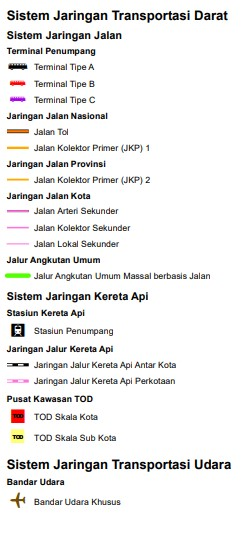 Sistem Jaringan Transportasi Darat
Sistem Jaringan Jalan
Terminal Penumpang
Terminal Tipe A
Terminal Tipe B
Terminal Tipe C
Jaringan Jalan Nasional
Jalan Tol
Jalan Kolektor Primer (JKP) 1
Jaringan Jalan Provinsi
Jalan Kolektor Primer (JKP) 2
Jaringan Jalan Kota
Jalan Arteri Sekunder
Jalan Kolektor Sekunder
Jalan Lokal Sekunder
Jalur Angkutan Umum
Jalur Angkutan Umum Massal berbasis Jalan
Sistem Jaringan Kereta Api
Stasiun Kereta Api
Stasiun Penumpang
Jaringan Jalur Kereta Api
Jaringan Jalur Kereta Api Antar Kota
Jaringan Jalur Kereta Api Perkotaan
Pusat Kawasan TOD
TOD TOD Skala Kota
TOD TOD Skala Sub Kota
Sistem Jaringan Transportasi Udara
Bandar Udara
Bandar Udara Khusus